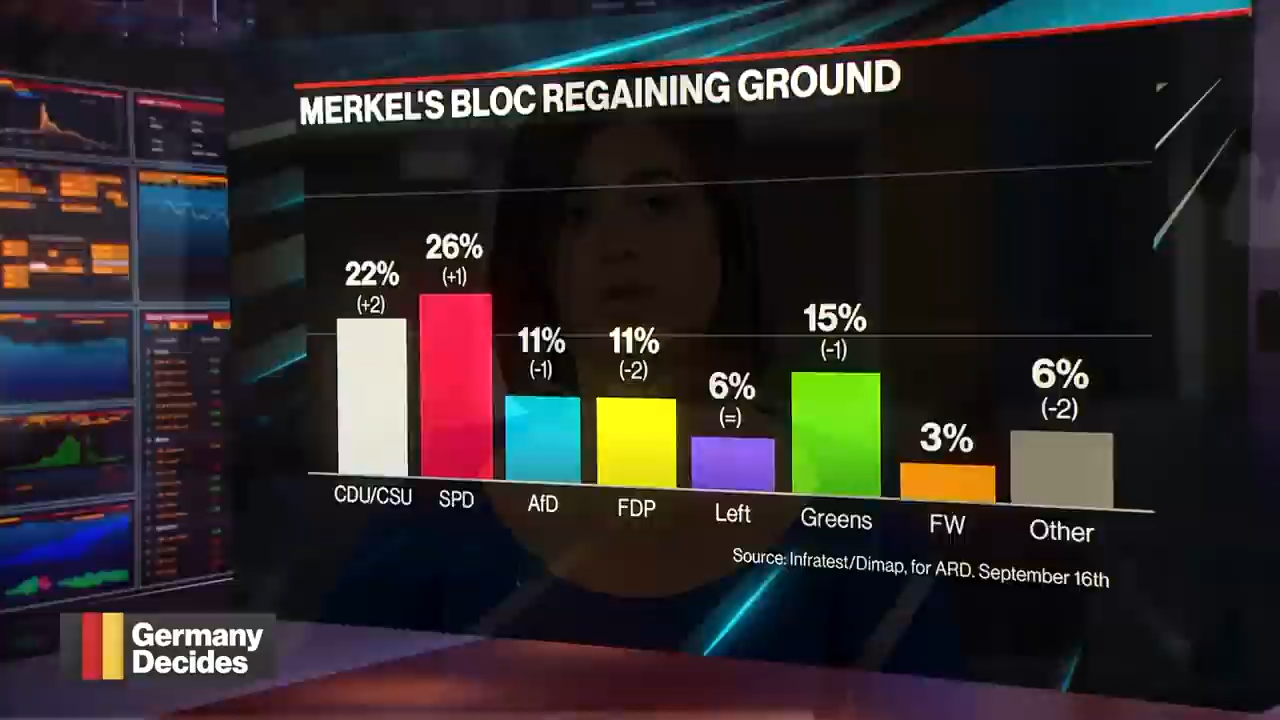 MERKEL'S BLOC REGAINING GROUND
22%
(+2)
26%
(+1)
11%
(-1)
11%
(-2)
6%
(=)
15%
(-1)
3%
6%
(-2)
CDU/CSU
SPD
AfD
FDP
Left
Greens
FW
Other
Source: Infratest/Dimap, for ARD. September 16th
Germany
Decides